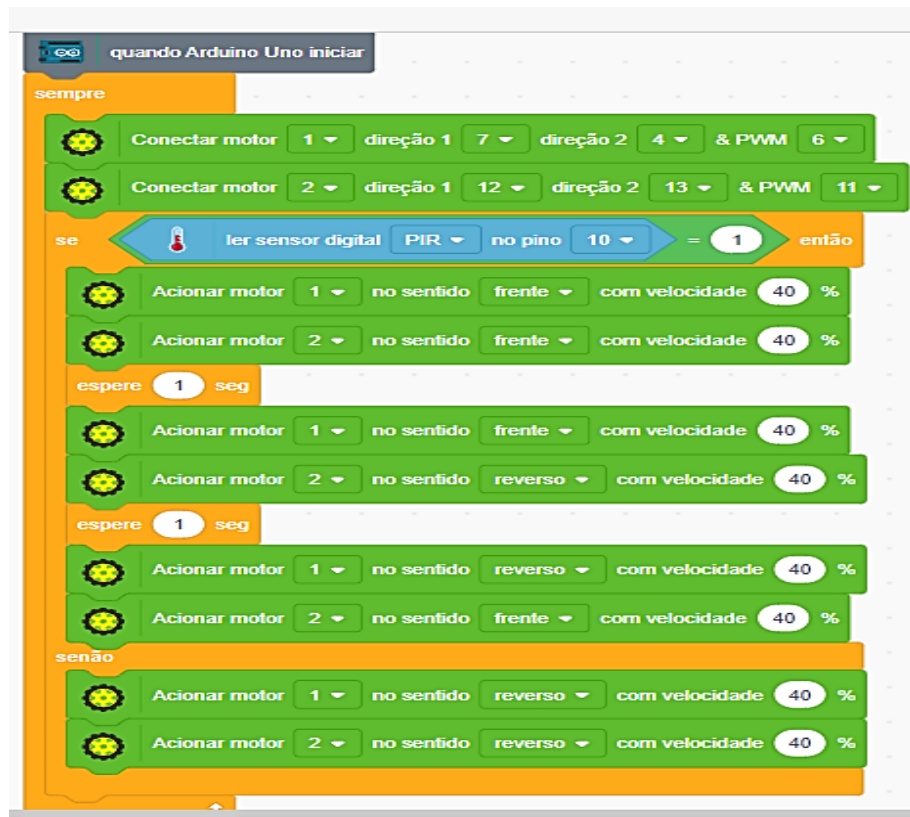 quando Arduino Uno iniciar
sempre
Conectar motor 1 direção 1 7 direção 2 4 & PWM 6
Conectar motor 2 direção 1 12 direção 2 13 & PWM 11
se ler sensor digital PIR no pino 10 = 1 então
Acionar motor 1 no sentido frente com velocidade 40 %
Acionar motor 2 no sentido frente com velocidade 40 %
espere 1 seg
Acionar motor 1 no sentido frente com velocidade 40 %
Acionar motor 2 no sentido reverso com velocidade 40 %
espere 1 seg
Acionar motor 1 no sentido reverso com velocidade 40 %
Acionar motor 2 no sentido frente com velocidade 40 %
senão
Acionar motor 1 no sentido reverso com velocidade 40 %
Acionar motor 2 no sentido reverso com velocidade 40 %